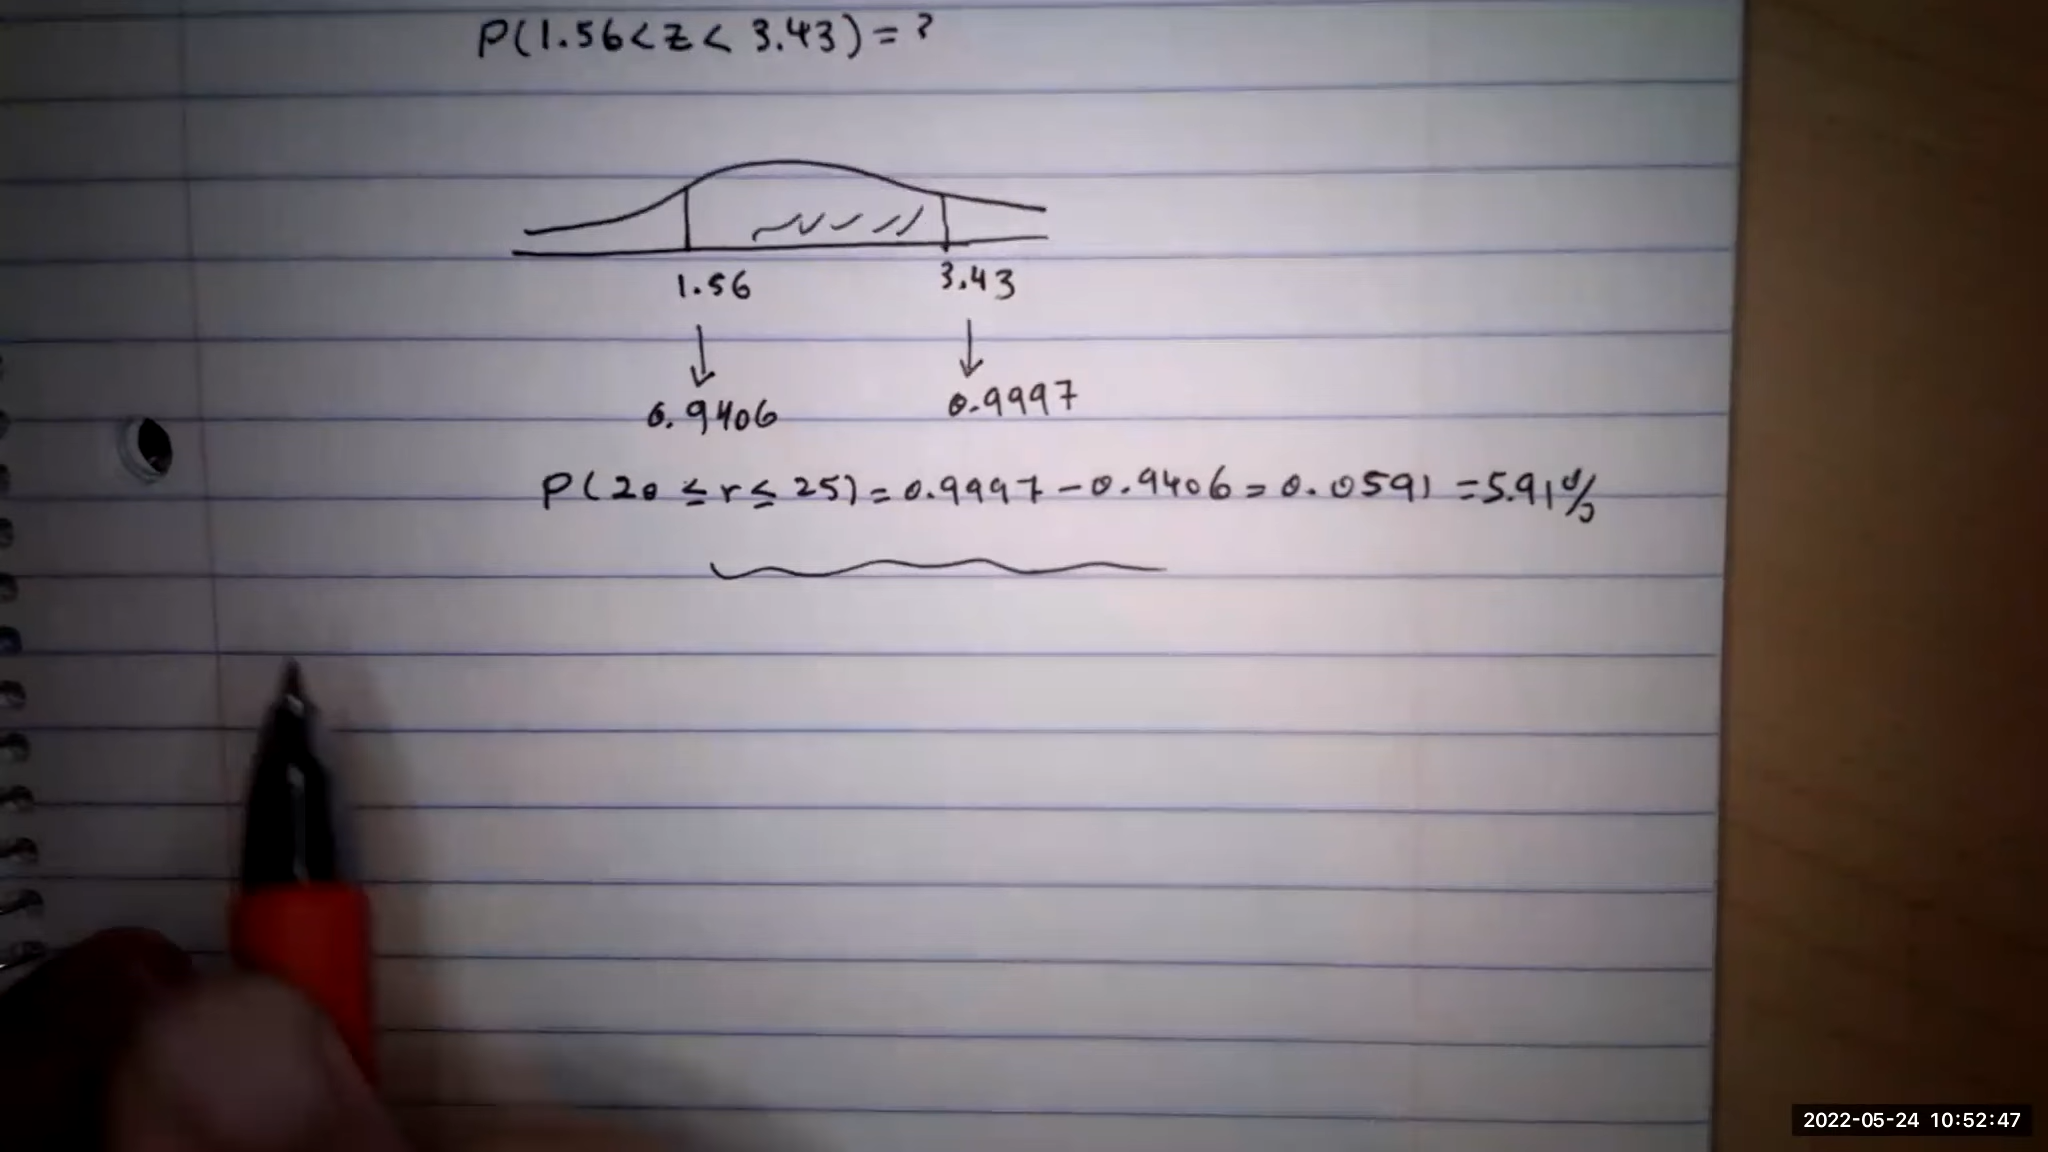 P(1.56<z< 3.43) = ?
1.56 3.43
0.9406 0.9997
P(20 ≤ r ≤ 25) = 0.9997 - 0.9406 = 0.0591 = 5.91%
2022-05-24 10:52:47